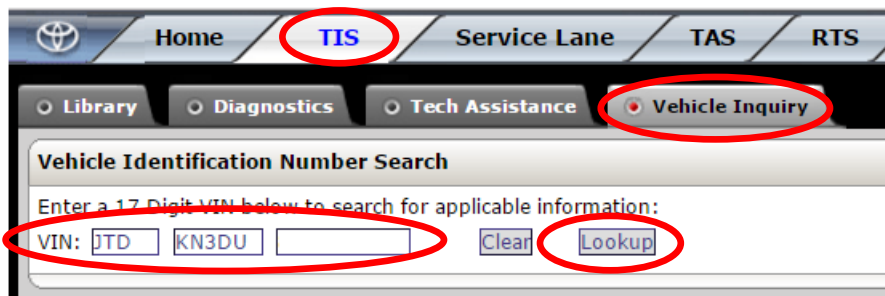 Home TIS Service Lane TAS RTS
Library Diagnostics Tech Assistance Vehicle Inquiry
Vehicle Identification Number Search
Enter a 17 Digit VIN below to search for applicable information:
VIN: JTD KN3DU Clear Lookup